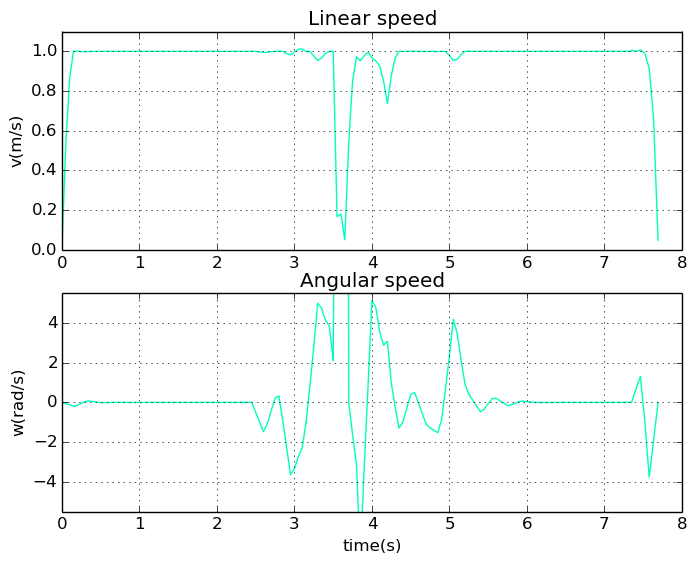 Linear speed
v(m/s)
1.0
0.8
0.6
0.4
0.2
0.0
0 1 2 3 4 5 6 7 8
Angular speed
w(rad/s)
4
2
0
−2
−4
0 1 2 3 4 5 6 7 8
time(s)